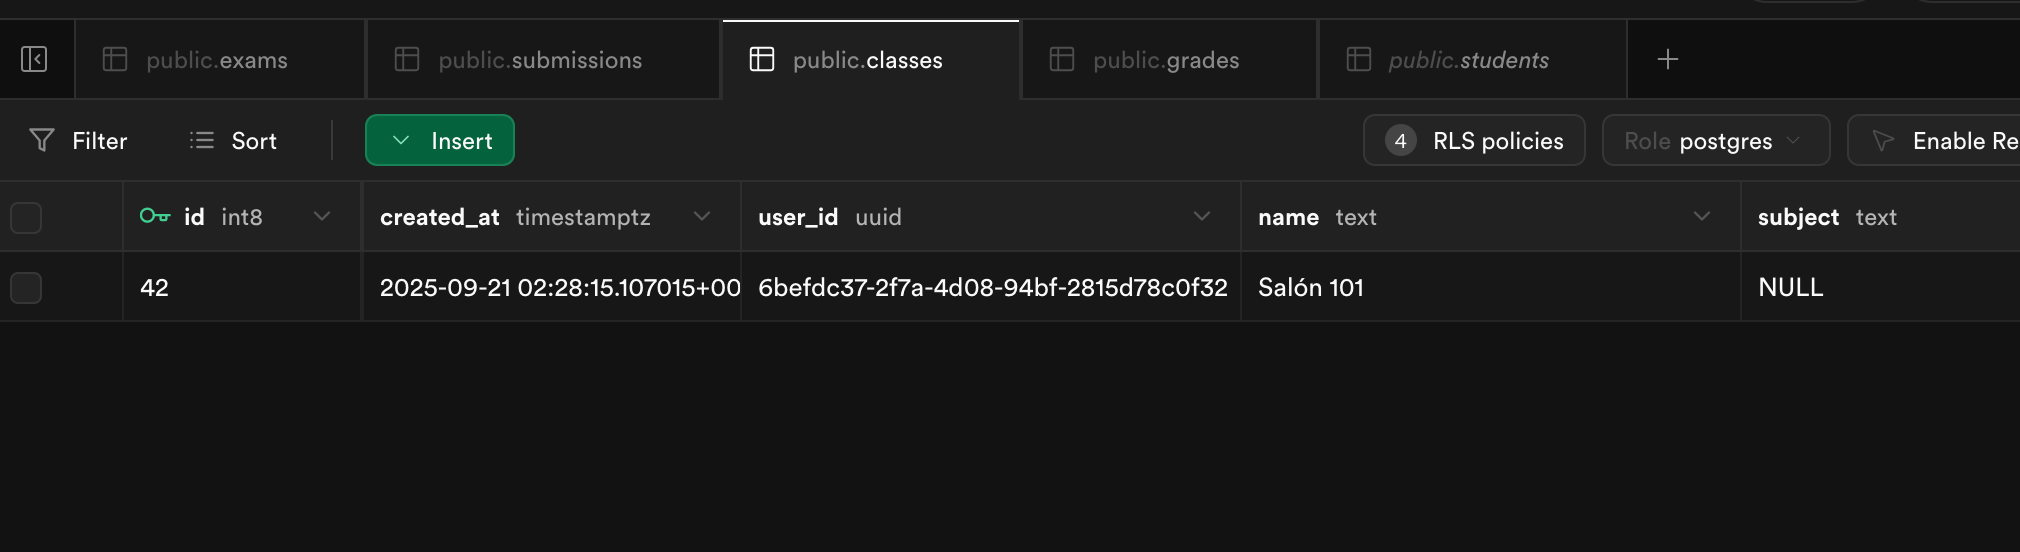 public.exams public.submissions public.classes public.grades public.students
Filter Sort Insert 4 RLS policies Role postgres Enable Re
id int8 created_at timestamptz user_id uuid name text subject text
42 2025-09-21 02:28:15.107015+00 6befdc37-2f7a-4d08-94bf-2815d78c0f32 Salón 101 NULL